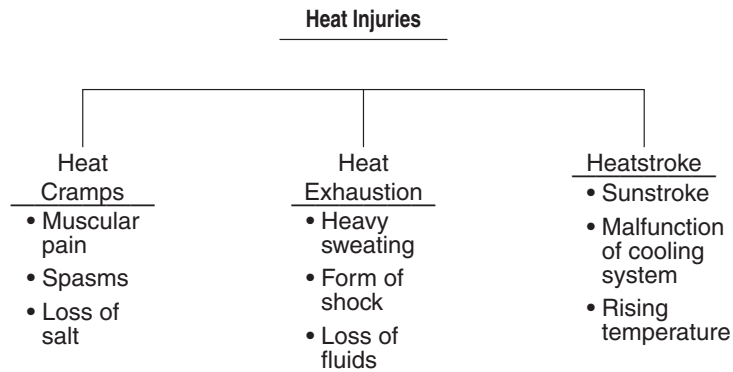 Heat Injuries
Heat
Cramps
• Muscular
pain
• Spasms
• Loss of
salt
Heat
Exhaustion
• Heavy
sweating
• Form of
shock
• Loss of
fluids
Heatstroke
• Sunstroke
• Malfunction
of cooling
system
• Rising
temperature